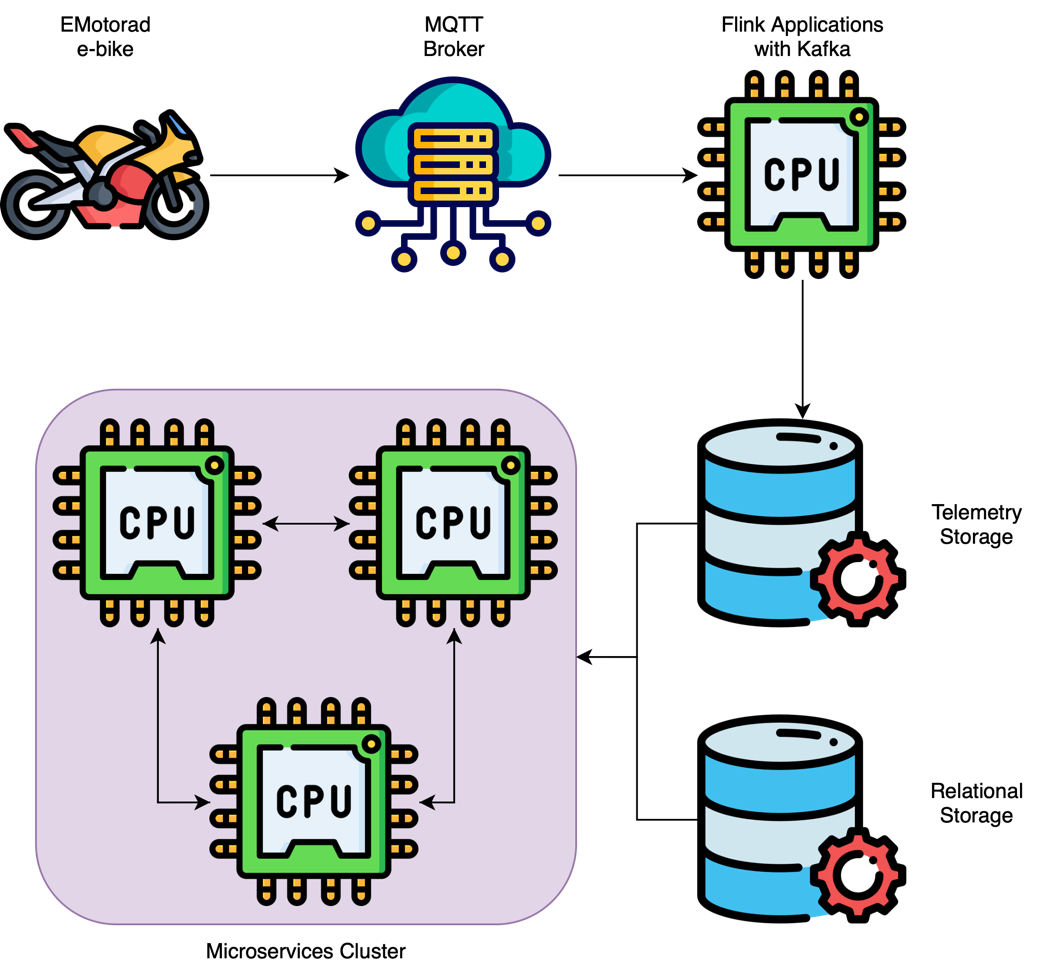 EMotorad
e-bike
MQTT
Broker
Flink Applications
with Kafka
CPU
CPU
CPU
Telemetry
Storage
CPU
Relational
Storage
Microservices Cluster